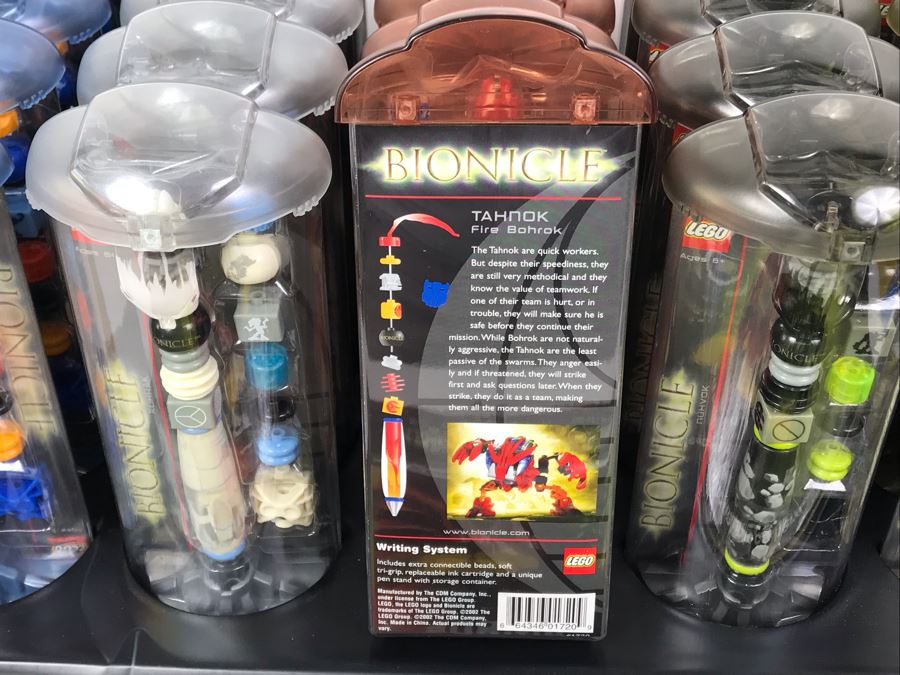 BIONICLE
TAHNOK
Fire Bohrok
The Tahnok are quick workers.
But despite their speediness, they
are still very methodical and they
know the value of teamwork. If
one of their team is hurt, or in
trouble, they will make sure he is
safe before they continue their
mission. While Bohrok are not natural-
ly aggressive, the Tahnok are the least
passive of the swarms. They anger easi-
ly and if threatened, they will strike
first and ask questions later. When they
strike, they do it as a team, making
them all the more dangerous.
BIONICLE
www.bionicle.com
Writing System
Includes extra connectible beads, soft
tri-grip, replaceable ink cartridge and a unique
pen stand with storage container.
LEGO
Manufactured by The CDM Company, Inc.,
under license from The LEGO Group.
LEGO, the LEGO logo and Bionicle are
trademarks of The LEGO Group. ©2002 The
LEGO Group. ©2002 The CDM Company,
Inc. Made in China. Actual products may
vary.
6 64346 01720 9
BIONICLE
BIONICLE
BIONICLE
LEGO
Ages 6+
BIONICLE
BIONICLE
NUHVOK